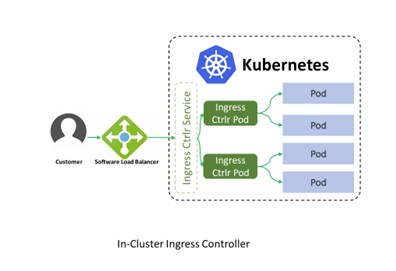 Kubernetes
Customer
Software Load Balancer
Ingress Ctrlr Service
Ingress
Ctrlr Pod
Ingress
Ctrlr Pod
Pod
Pod
Pod
Pod
In-Cluster Ingress Controller